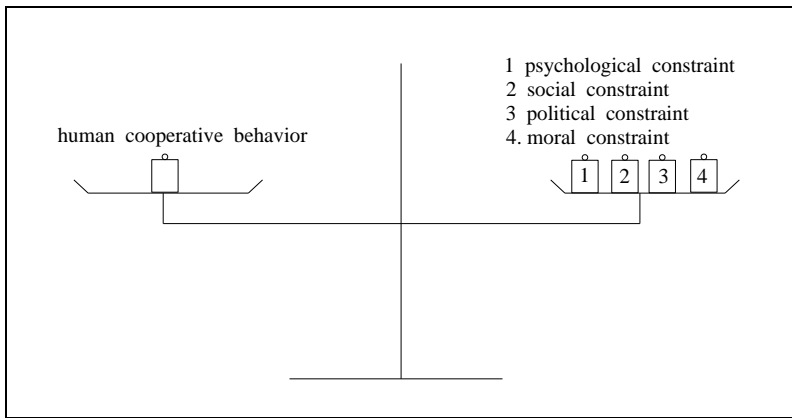 1 psychological constraint
2 social constraint
3 political constraint
4. moral constraint
human cooperative behavior
1 2 3 4